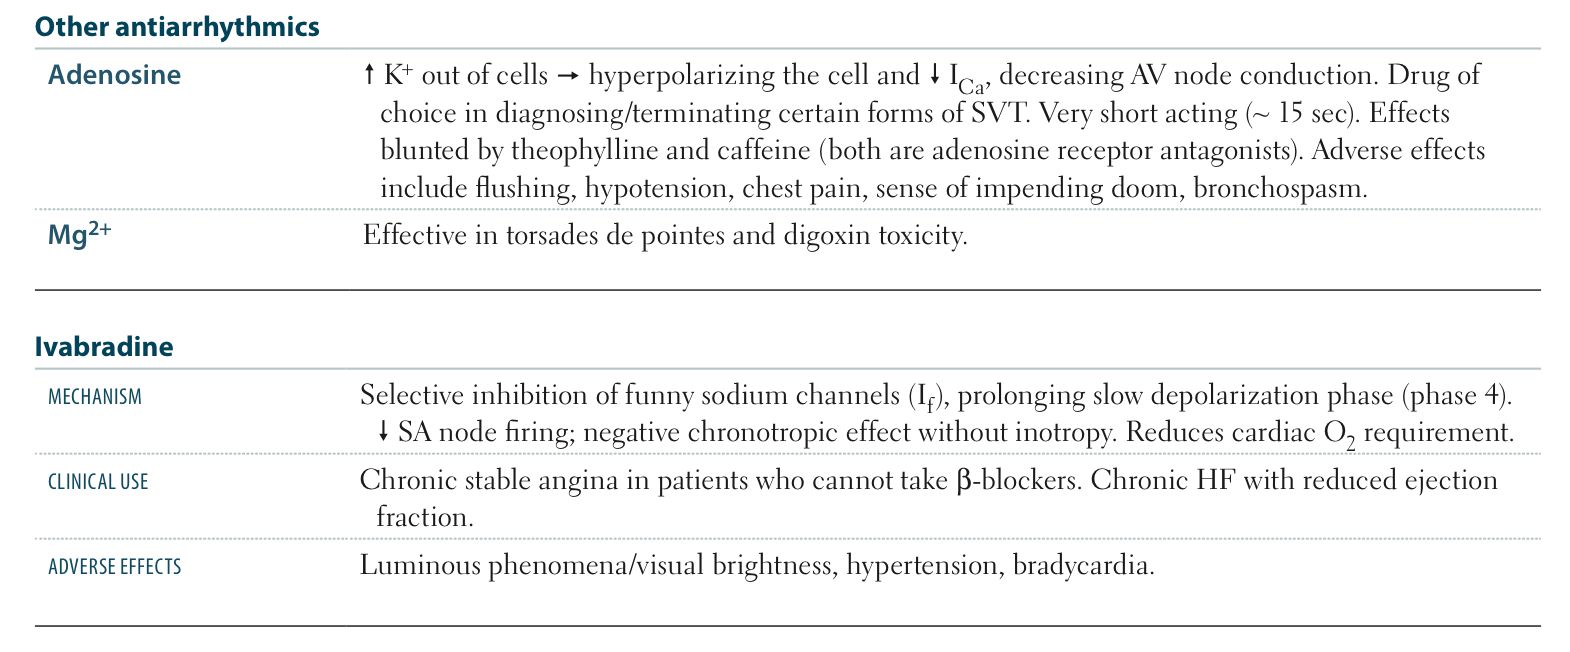 Other antiarrhythmics
Adenosine
↑ K⁺ out of cells → hyperpolarizing the cell and ↓ I_Ca, decreasing AV node conduction. Drug of
choice in diagnosing/terminating certain forms of SVT. Very short acting (~ 15 sec). Effects
blunted by theophylline and caffeine (both are adenosine receptor antagonists). Adverse effects
include flushing, hypotension, chest pain, sense of impending doom, bronchospasm.
Mg²⁺
Effective in torsades de pointes and digoxin toxicity.
Ivabradine
MECHANISM
Selective inhibition of funny sodium channels (I_f), prolonging slow depolarization phase (phase 4).
↓ SA node firing; negative chronotropic effect without inotropy. Reduces cardiac O₂ requirement.
CLINICAL USE
Chronic stable angina in patients who cannot take β-blockers. Chronic HF with reduced ejection
fraction.
ADVERSE EFFECTS
Luminous phenomena/visual brightness, hypertension, bradycardia.